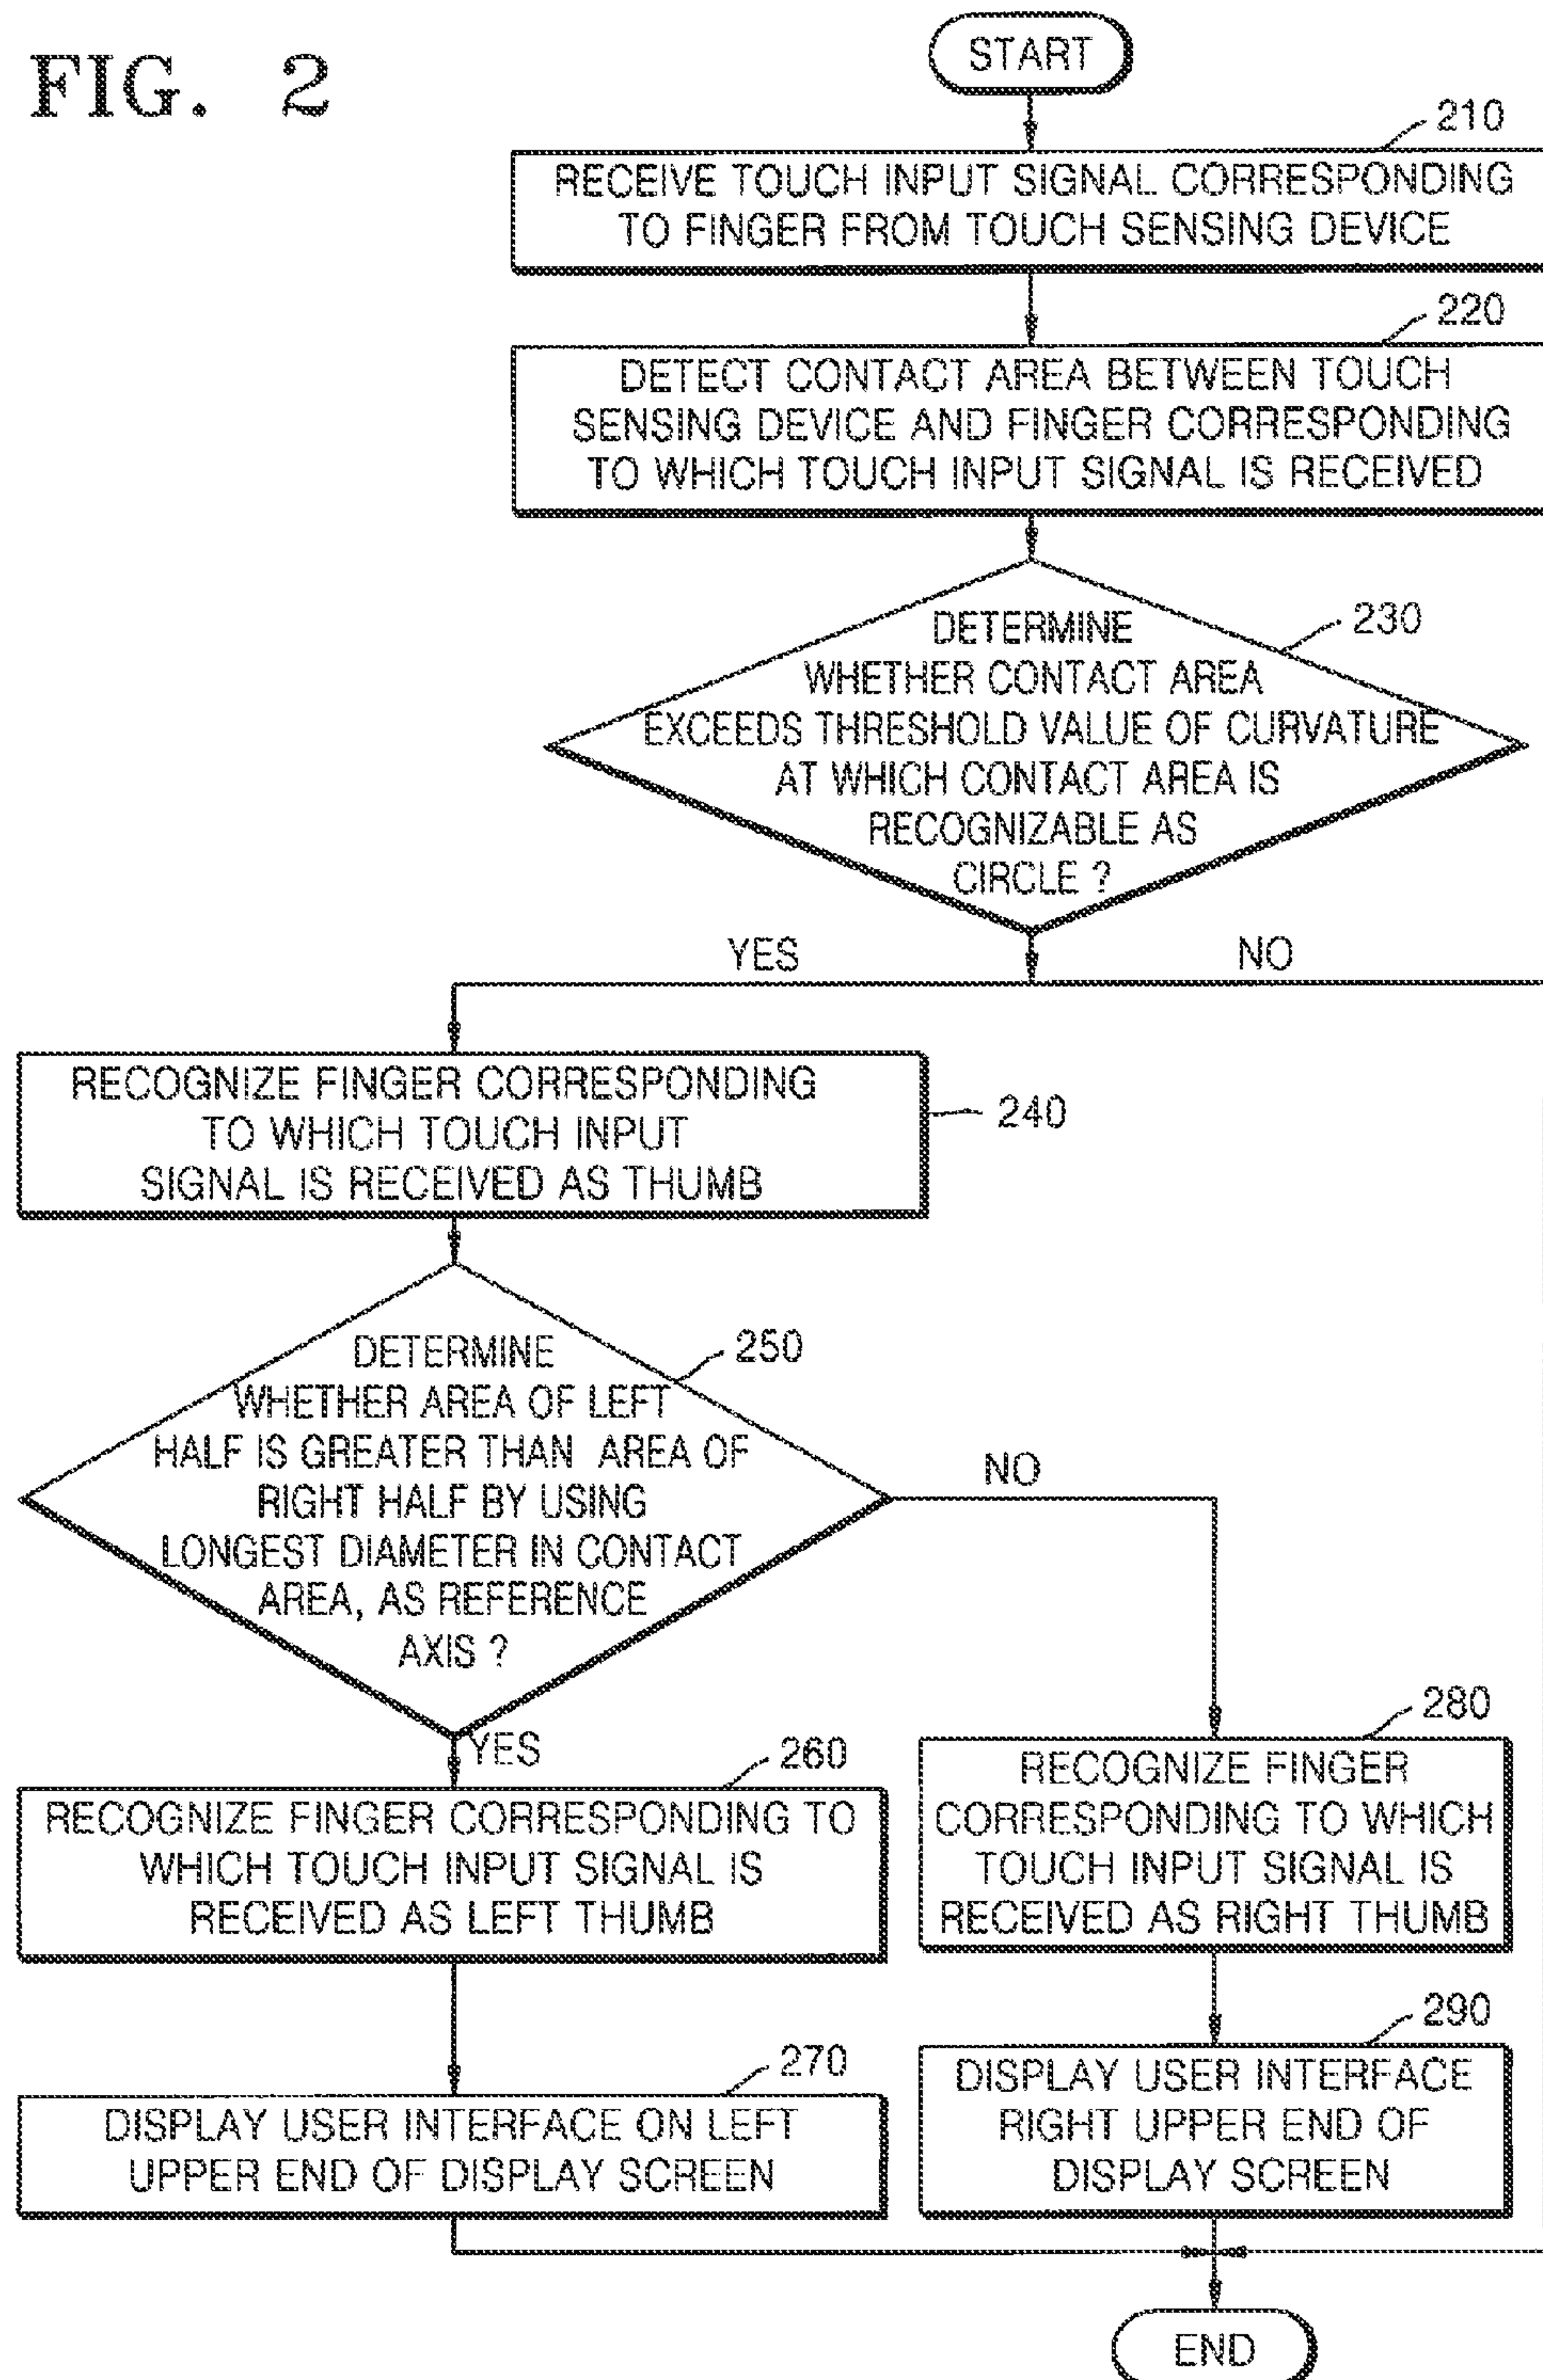 FIG. 2
START
210
RECEIVE TOUCH INPUT SIGNAL CORRESPONDING
TO FINGER FROM TOUCH SENSING DEVICE
220
DETECT CONTACT AREA BETWEEN TOUCH
SENSING DEVICE AND FINGER CORRESPONDING
TO WHICH TOUCH INPUT SIGNAL IS RECEIVED
230
DETERMINE
WHETHER CONTACT AREA
EXCEEDS THRESHOLD VALUE OF CURVATURE
AT WHICH CONTACT AREA IS
RECOGNIZABLE AS
CIRCLE ?
YES
NO
RECOGNIZE FINGER CORRESPONDING
TO WHICH TOUCH INPUT
SIGNAL IS RECEIVED AS THUMB
240
250
DETERMINE
WHETHER AREA OF LEFT
HALF IS GREATER THAN AREA OF
RIGHT HALF BY USING
LONGEST DIAMETER IN CONTACT
AREA, AS REFERENCE
AXIS ?
NO
YES
260
RECOGNIZE FINGER CORRESPONDING TO
WHICH TOUCH INPUT SIGNAL IS
RECEIVED AS LEFT THUMB
280
RECOGNIZE FINGER
CORRESPONDING TO WHICH
TOUCH INPUT SIGNAL IS
RECEIVED AS RIGHT THUMB
270
DISPLAY USER INTERFACE ON LEFT
UPPER END OF DISPLAY SCREEN
290
DISPLAY USER INTERFACE
RIGHT UPPER END OF
DISPLAY SCREEN
END